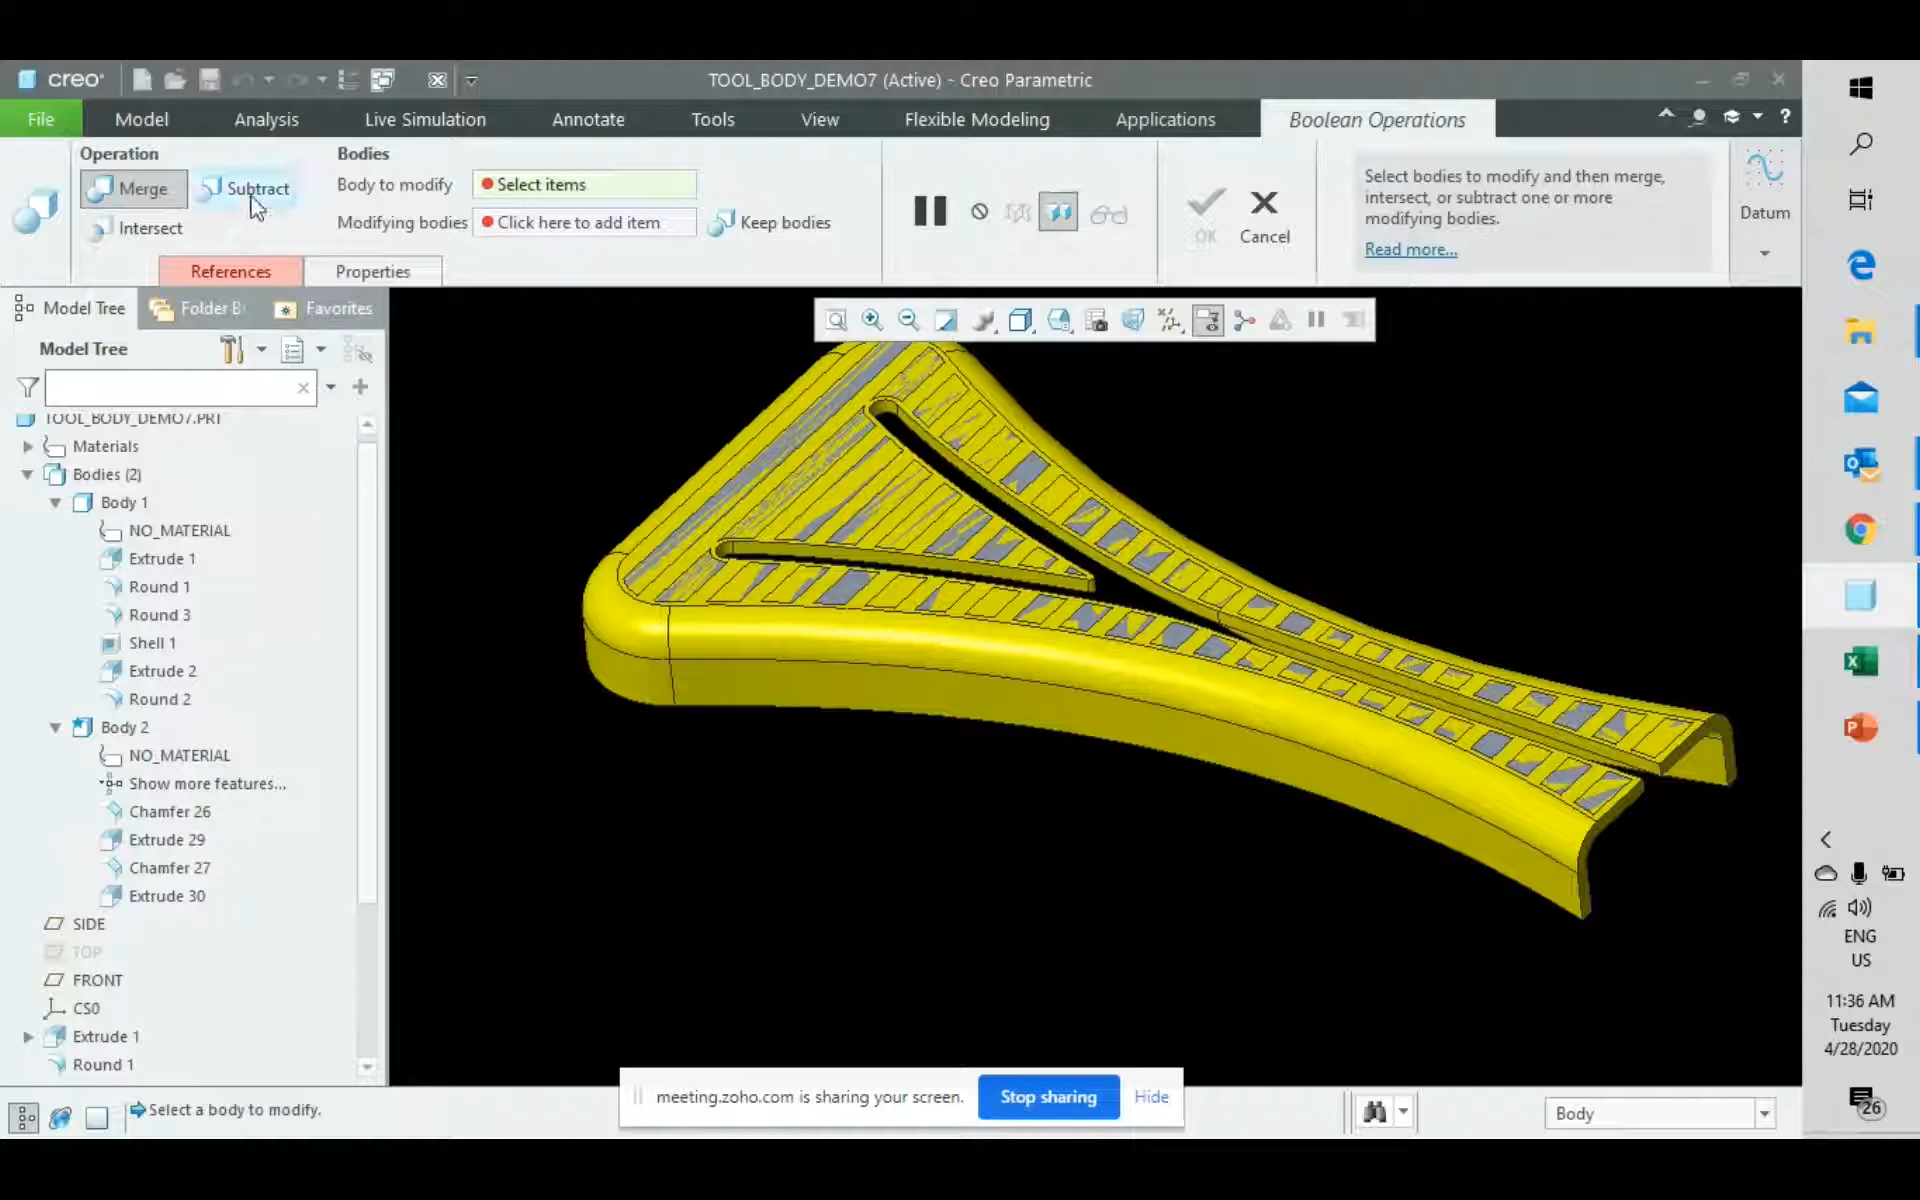 creo
TOOL_BODY_DEMO7 (Active) - Creo Parametric
File Model Analysis Live Simulation Annotate Tools View Flexible Modeling Applications Boolean Operations ?
Operation
Merge
Subtract
Intersect
Bodies
Body to modify
Select items
Modifying bodies
Click here to add item
Keep bodies
OK
Cancel
Select bodies to modify and then merge,
intersect, or subtract one or more
modifying bodies.
Read more...
Datum
References
Properties
Model Tree
Folder B
Favorites
Model Tree
TOOL_BODY_DEMO7.PRT
Materials
Bodies (2)
Body 1
NO_MATERIAL
Extrude 1
Round 1
Round 3
Shell 1
Extrude 2
Round 2
Body 2
NO_MATERIAL
Show more features...
Chamfer 26
Extrude 29
Chamfer 27
Extrude 30
SIDE
TOP
FRONT
CS0
Extrude 1
Round 1
Select a body to modify.
meeting.zoho.com is sharing your screen.
Stop sharing
Hide
Body
ENG
US
11:36 AM
Tuesday
4/28/2020
26